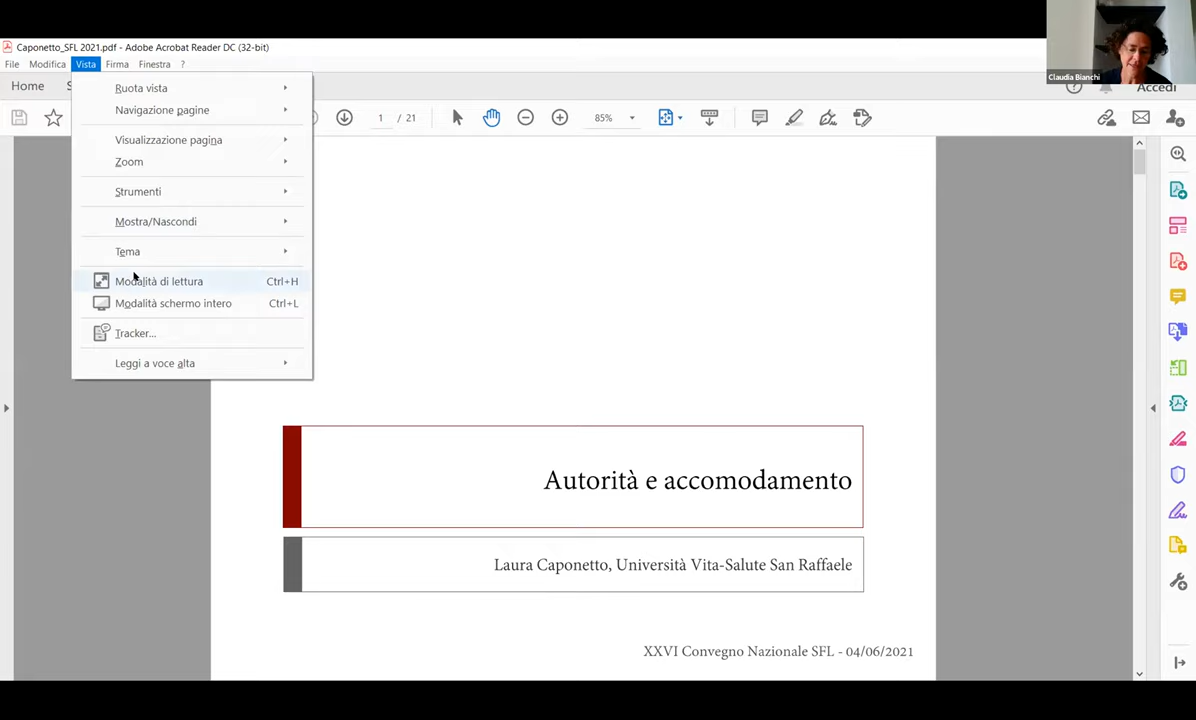 Caponetto_SFL 2021.pdf - Adobe Acrobat Reader DC (32-bit)
File Modifica Vista Firma Finestra ?
Home S
Accedi
Claudia Bianchi
1 / 21
85%
Ruota vista
Navigazione pagine
Visualizzazione pagina
Zoom
Strumenti
Mostra/Nascondi
Tema
Modalità di lettura Ctrl+H
Modalità schermo intero Ctrl+L
Tracker...
Leggi a voce alta
Autorità e accomodamento
Laura Caponetto, Università Vita-Salute San Raffaele
XXVI Convegno Nazionale SFL - 04/06/2021